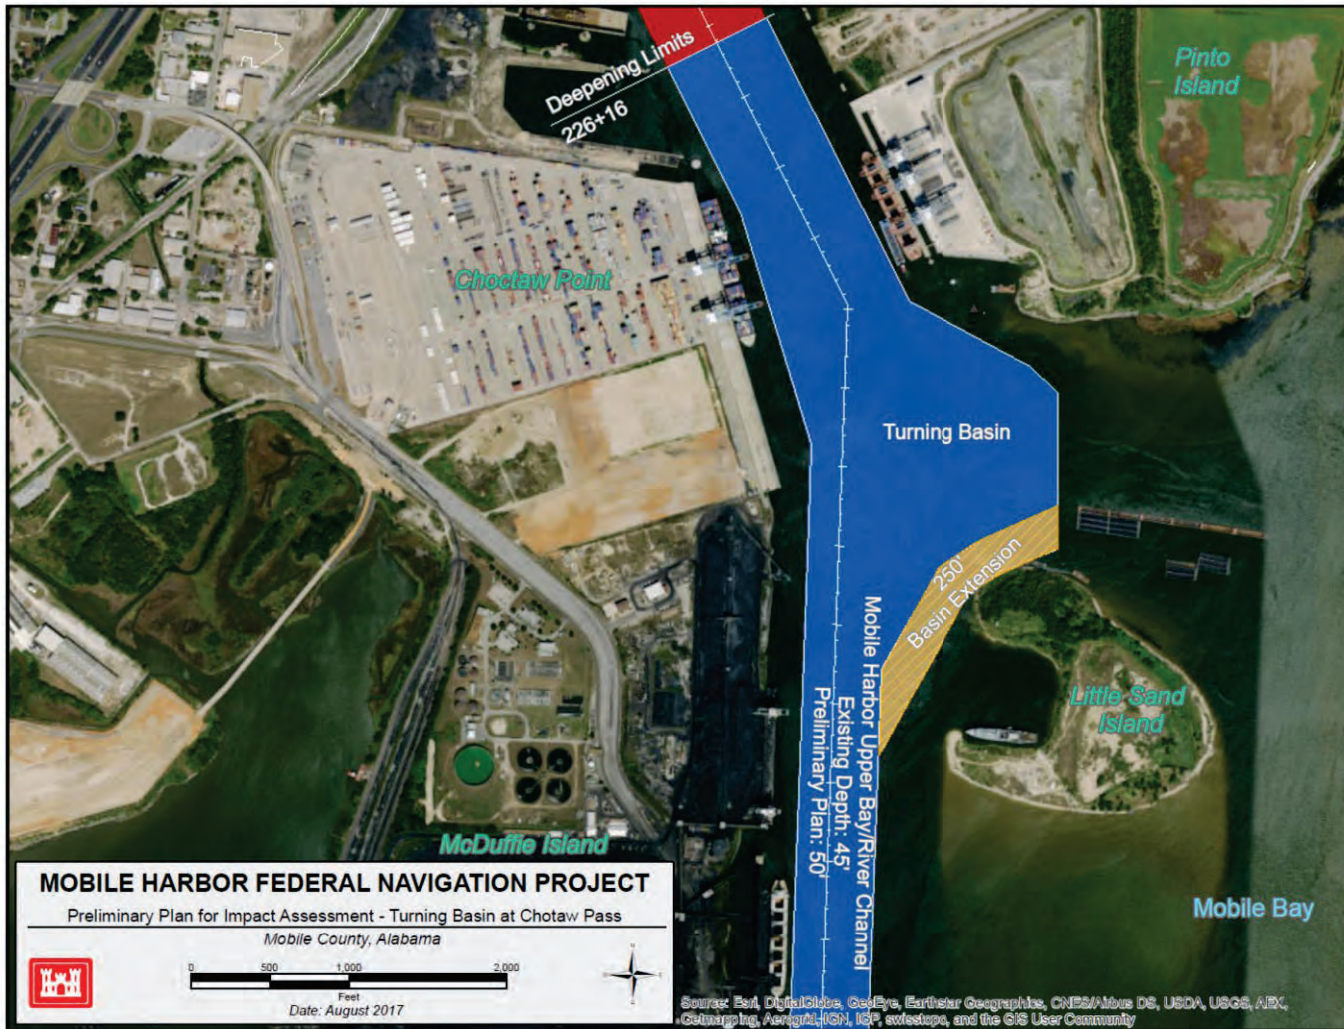 Deepening Limits
226+16
Pinto
Island
Choctaw Point
Turning Basin
250'
Basin Extension
Mobile Harbor Upper Bay/River Channel
Existing Depth: 45'
Preliminary Plan: 50'
Little Sand
Island
McDuffie Island
Mobile Bay
MOBILE HARBOR FEDERAL NAVIGATION PROJECT
Preliminary Plan for Impact Assessment - Turning Basin at Chotaw Pass
Mobile County, Alabama
0 500 1,000 2,000
Feet
Date: August 2017
N
Source: Esri, DigitalGlobe, GeoEye, Earthstar Geographics, CNES/Airbus DS, USDA, USGS, AEX,
Getmapping, Aerogrid, IGN, IGP, swisstopo, and the GIS User Community